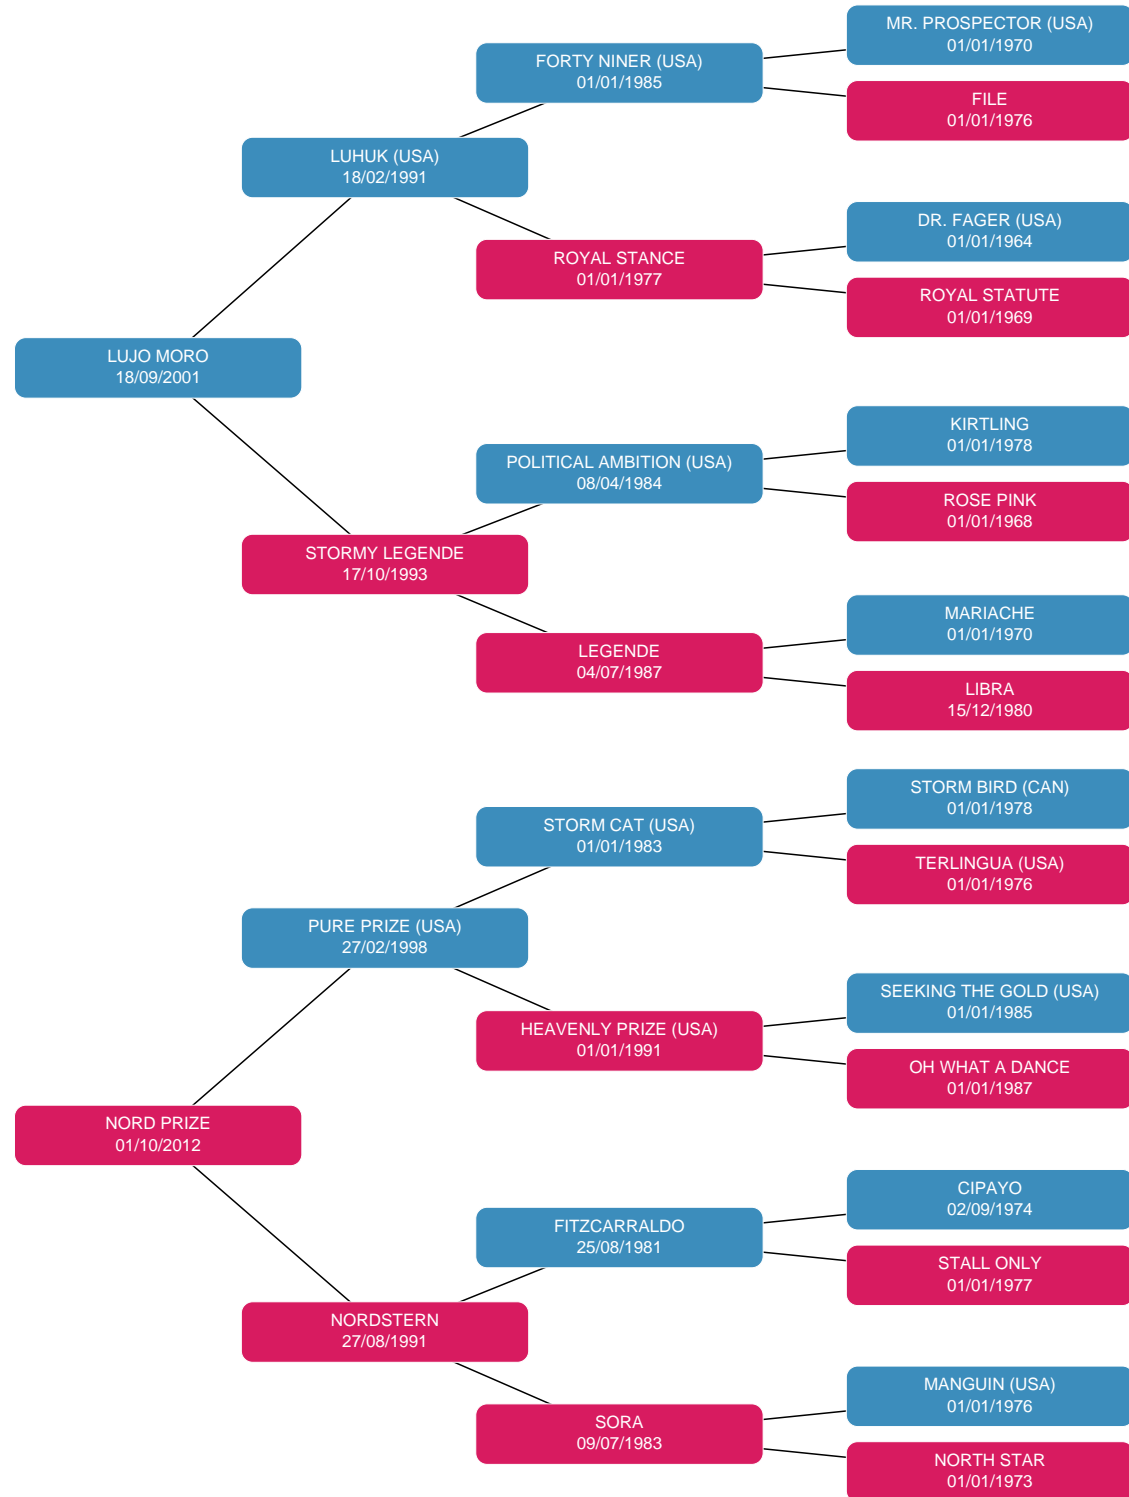 MR. PROSPECTOR (USA)
01/01/1970
FORTY NINER (USA)
01/01/1985
FILE
01/01/1976
LUHUK (USA)
18/02/1991
DR. FAGER (USA)
01/01/1964
ROYAL STANCE
01/01/1977
ROYAL STATUTE
01/01/1969
LUJO MORO
18/09/2001
KIRTLING
01/01/1978
POLITICAL AMBITION (USA)
08/04/1984
ROSE PINK
01/01/1968
STORMY LEGENDE
17/10/1993
MARIACHE
01/01/1970
LEGENDE
04/07/1987
LIBRA
15/12/1980
STORM BIRD (CAN)
01/01/1978
STORM CAT (USA)
01/01/1983
TERLINGUA (USA)
01/01/1976
PURE PRIZE (USA)
27/02/1998
SEEKING THE GOLD (USA)
01/01/1985
HEAVENLY PRIZE (USA)
01/01/1991
OH WHAT A DANCE
01/01/1987
NORD PRIZE
01/10/2012
CIPAYO
02/09/1974
FITZCARRALDO
25/08/1981
STALL ONLY
01/01/1977
NORDSTERN
27/08/1991
MANGUIN (USA)
01/01/1976
SORA
09/07/1983
NORTH STAR
01/01/1973